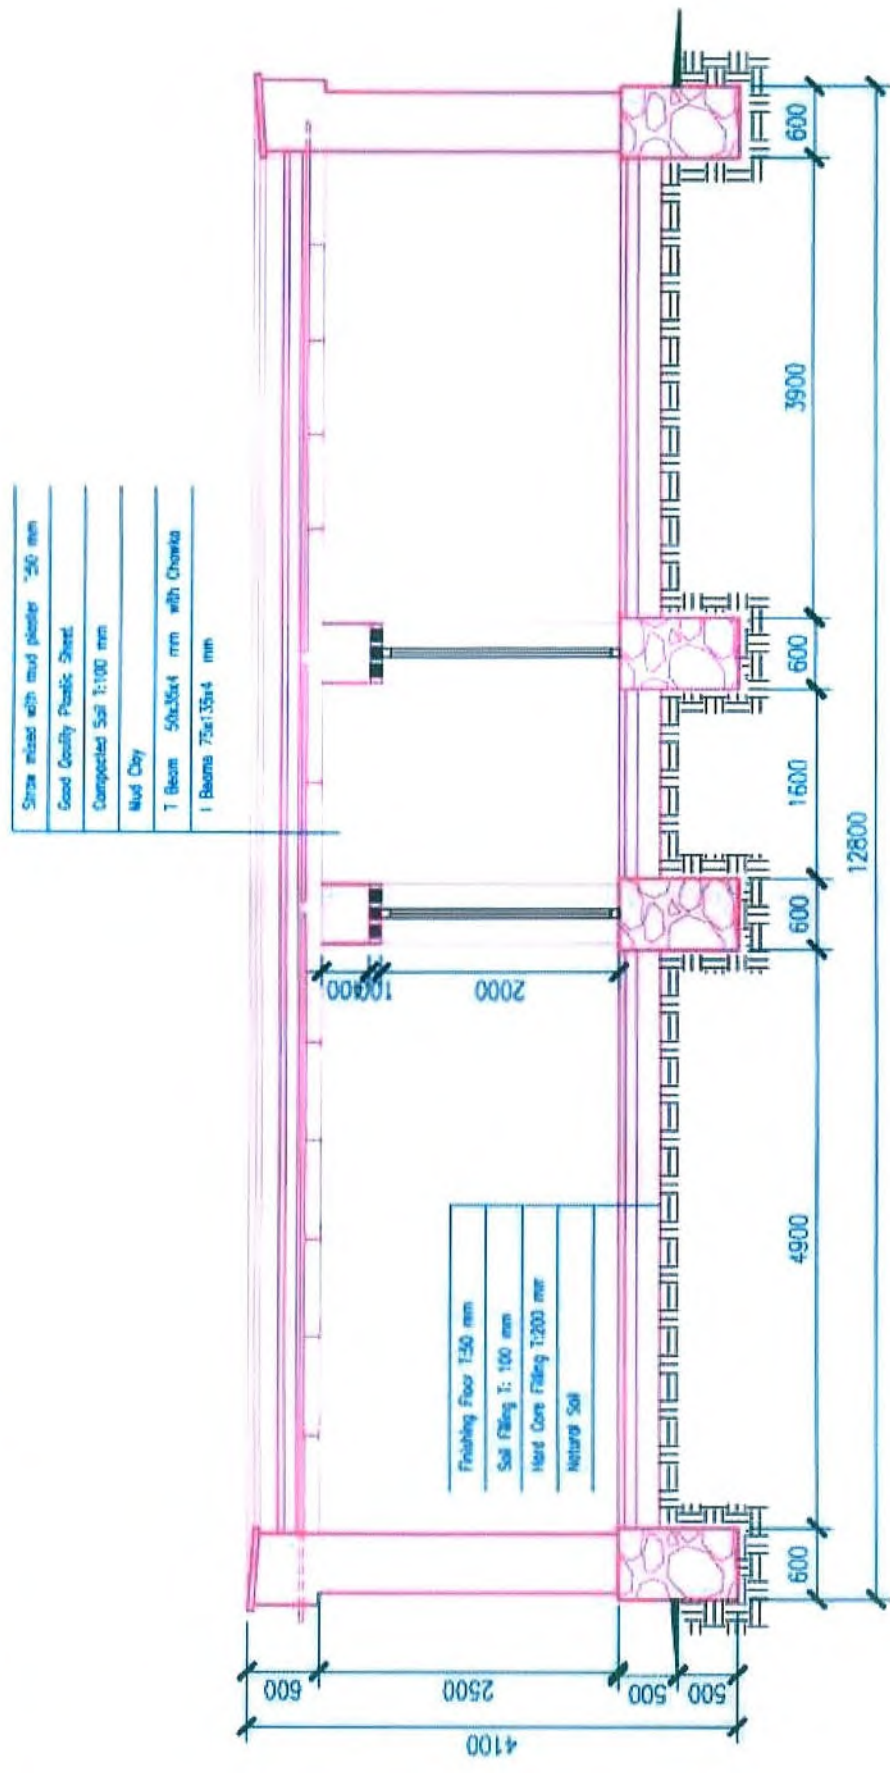 Straw mixed with mud plaster T:50 mm
Good Quality Plastic Sheet
Compacted Soil T:100 mm
Mud Clay
T Beam 50x35x4 mm with Chawka
I Beams 75x135x4 mm
Finishing Floor T:50 mm
Soil Filling T: 100 mm
Hard Core Filling T:200 mm
Natural Soil
600
2500
500
500
4100
400
100
2000
600
4900
600
1600
600
3900
600
12800